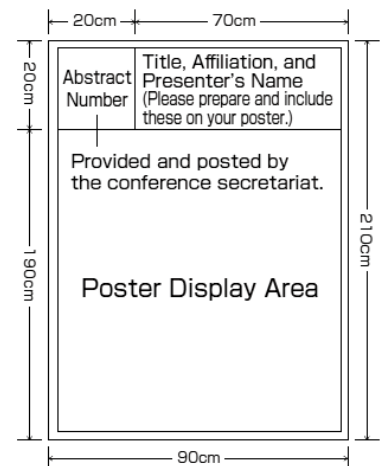 20cm
70cm
20cm
Abstract
Number
Title, Affiliation, and
Presenter's Name
(Please prepare and include
these on your poster.)
Provided and posted by
the conference secretariat.
190cm
210cm
Poster Display Area
90cm